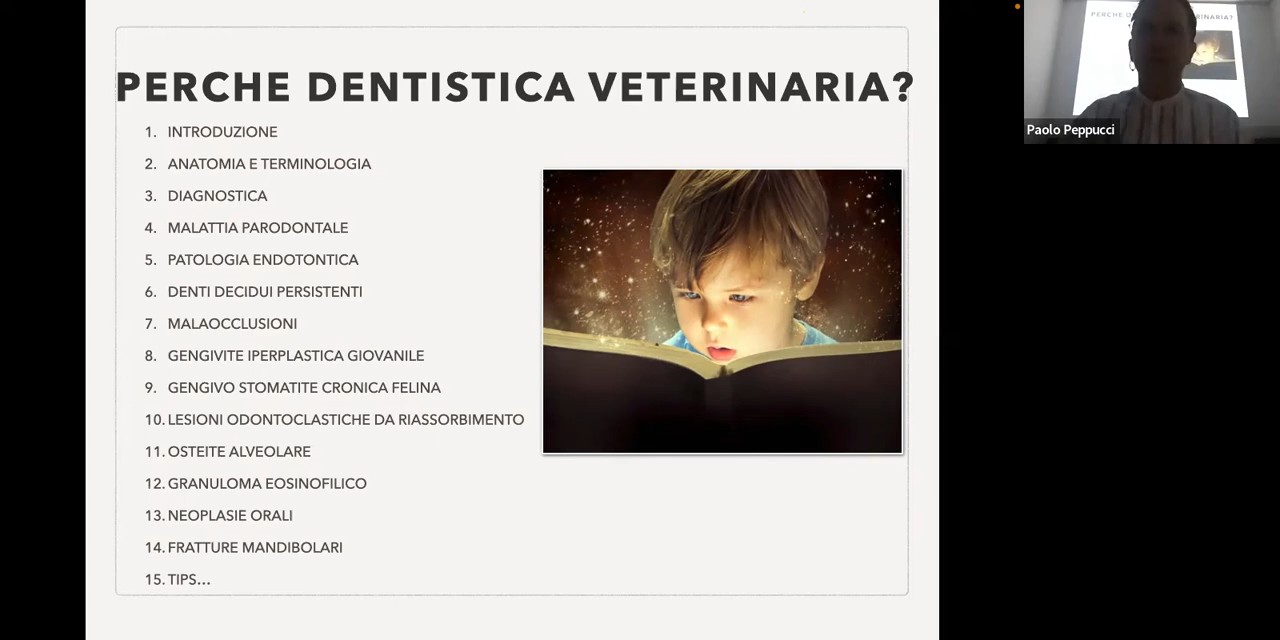 PERCHE DENTISTICA VETERINARIA?
1. INTRODUZIONE
2. ANATOMIA E TERMINOLOGIA
3. DIAGNOSTICA
4. MALATTIA PARODONTALE
5. PATOLOGIA ENDOTONTICA
6. DENTI DECIDUI PERSISTENTI
7. MALAOCCLUSIONI
8. GENGIVITE IPERPLASTICA GIOVANILE
9. GENGIVO STOMATITE CRONICA FELINA
10. LESIONI ODONTOCLASTICHE DA RIASSORBIMENTO
11. OSTEITE ALVEOLARE
12. GRANULOMA EOSINOFILICO
13. NEOPLASIE ORALI
14. FRATTURE MANDIBOLARI
15. TIPS...
Paolo Peppucci